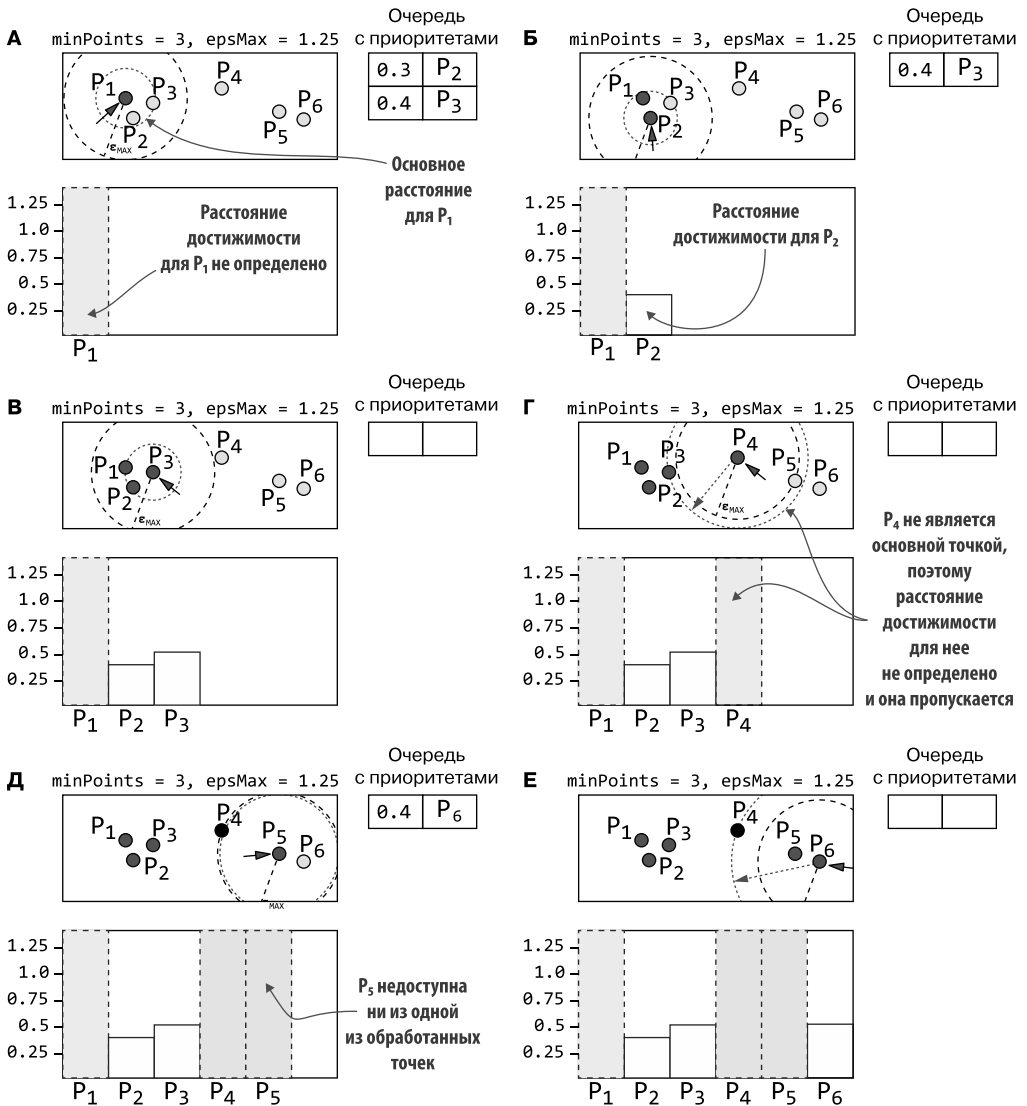 А
minPoints = 3, epsMax = 1.25
Очередь
с приоритетами
0.3 P2
0.4 P3
P1
P3
P2
P4
P6
P5
εMAX
Основное
расстояние
для P1
1.25
1.0
0.75
0.5
0.25
Расстояние
достижимости
для P1 не определено
P1
Б
minPoints = 3, epsMax = 1.25
Очередь
с приоритетами
0.4 P3
P1
P3
P2
P4
P6
P5
1.25
1.0
0.75
0.5
0.25
Расстояние
достижимости для P2
P1 P2
В
minPoints = 3, epsMax = 1.25
Очередь
с приоритетами
P1
P3
P2
P4
P6
P5
εMAX
1.25
1.0
0.75
0.5
0.25
P1 P2 P3
Г
minPoints = 3, epsMax = 1.25
Очередь
с приоритетами
P1
P3
P2
P4
P5
P6
εMAX
P4 не является
основной точкой,
поэтому
расстояние
достижимости
для нее
не определено
и она пропускается
1.25
1.0
0.75
0.5
0.25
P1 P2 P3 P4
Д
minPoints = 3, epsMax = 1.25
Очередь
с приоритетами
0.4 P6
P1
P3
P2
P4
P5
P6
MAX
1.25
1.0
0.75
0.5
0.25
P5 недоступна
ни из одной
из обработанных
точек
P1 P2 P3 P4 P5
Е
minPoints = 3, epsMax = 1.25
Очередь
с приоритетами
P1
P3
P2
P4
P5
P6
1.25
1.0
0.75
0.5
0.25
P1 P2 P3 P4 P5 P6